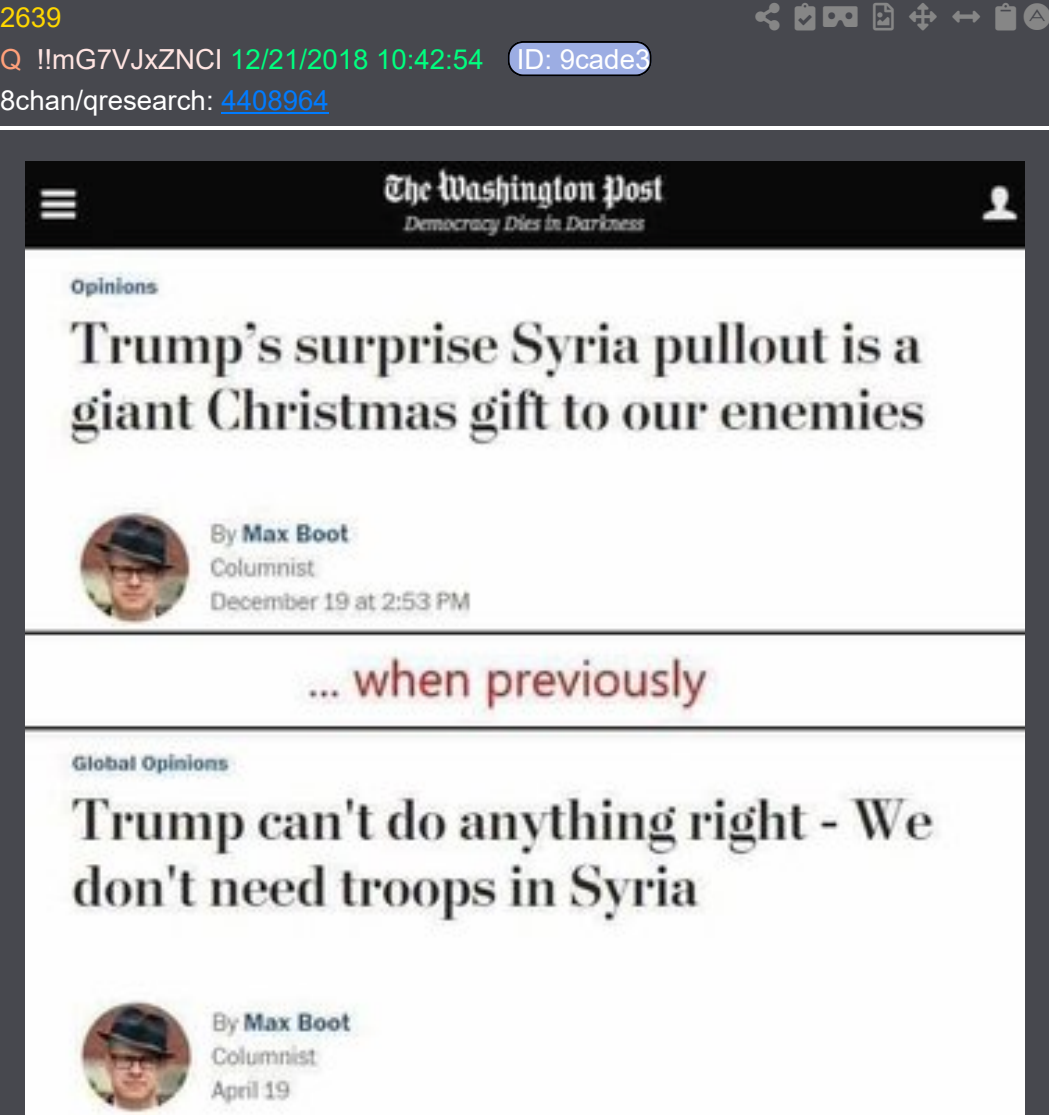 2639
Q !!mG7VJxZNCI 12/21/2018 10:42:54 ID: 9cade3
8chan/qresearch: 4408964
The Washington Post
Democracy Dies in Darkness
Opinions
Trump's surprise Syria pullout is a
giant Christmas gift to our enemies
By Max Boot
Columnist
December 19 at 2:53 PM
... when previously
Global Opinions
Trump can't do anything right - We
don't need troops in Syria
By Max Boot
Columnist
April 19